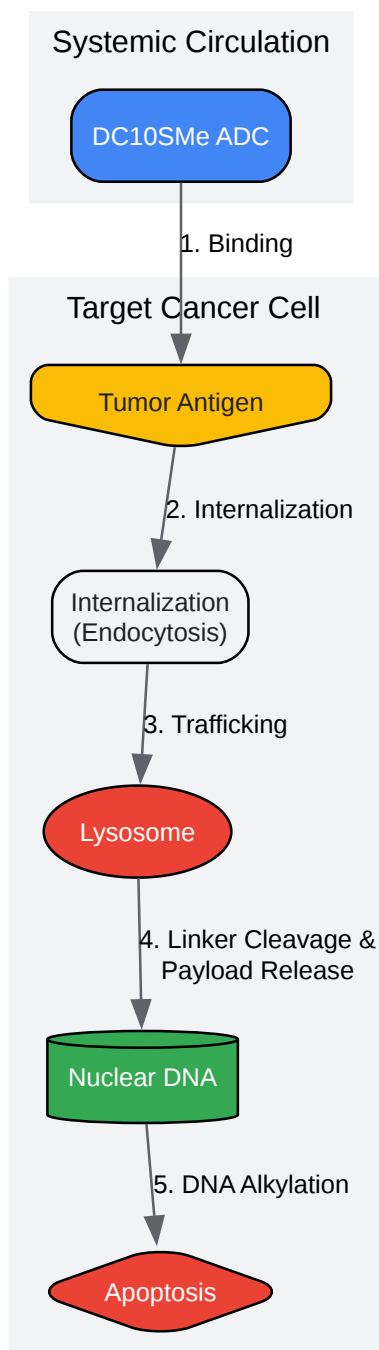 Systemic Circulation
DC10SMe ADC
1. Binding
Target Cancer Cell
Tumor Antigen
2. Internalization
Internalization
(Endocytosis)
3. Trafficking
Lysosome
4. Linker Cleavage &
Payload Release
Nuclear DNA
5. DNA Alkylation
Apoptosis